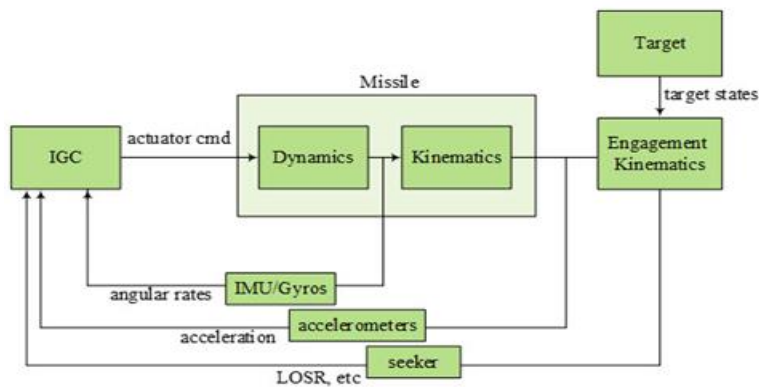 Target
Missile
target states
actuator cmd
IGC
Dynamics
Kinematics
Engagement
Kinematics
angular rates
IMU/Gyros
acceleration
accelerometers
LOSR, etc
seeker